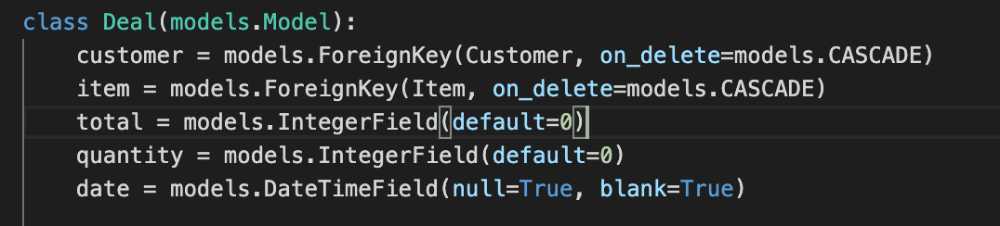 class Deal(models.Model):
    customer = models.ForeignKey(Customer, on_delete=models.CASCADE)
    item = models.ForeignKey(Item, on_delete=models.CASCADE)
    total = models.IntegerField(default=0)
    quantity = models.IntegerField(default=0)
    date = models.DateTimeField(null=True, blank=True)